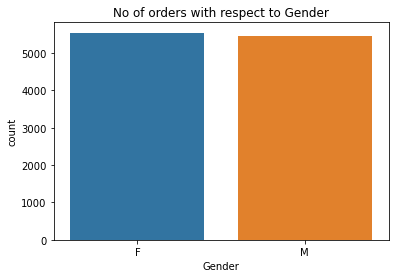 No of orders with respect to Gender
5000
4000
3000
2000
1000
0
count
F
M
Gender